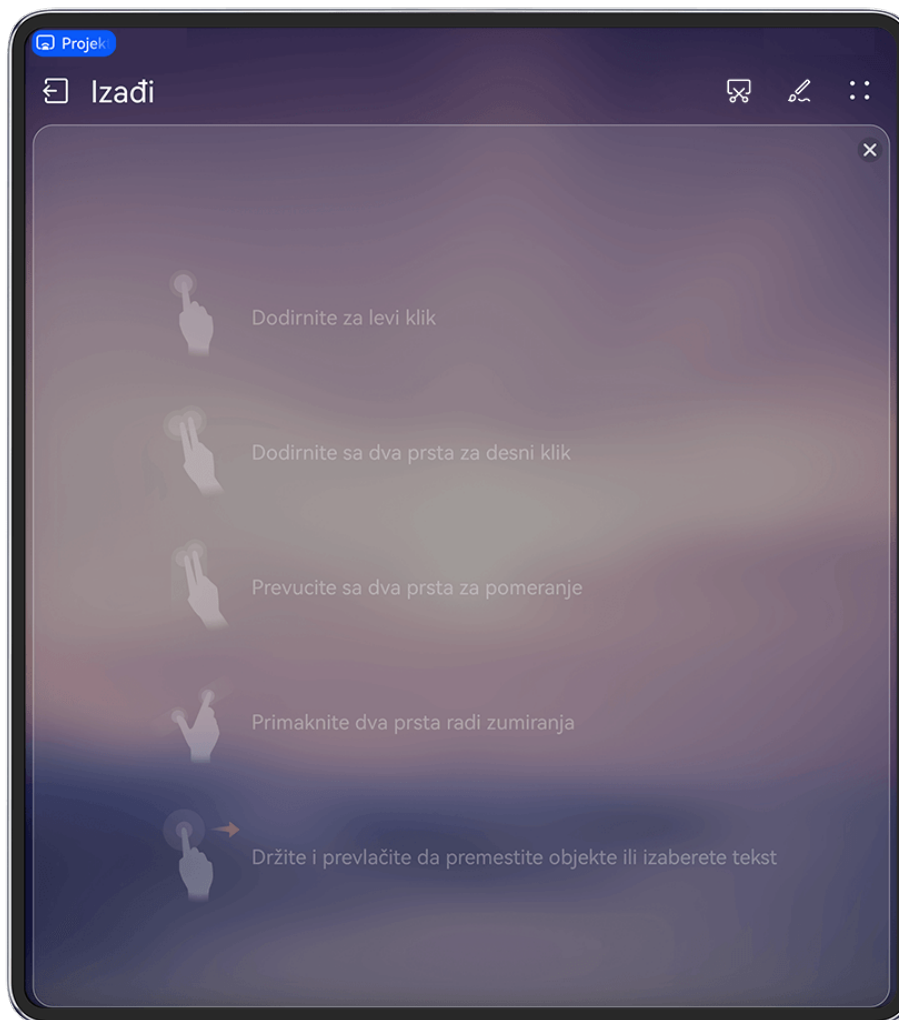 Projek
Izađi
Dodirnite za levi klik
Dodirnite sa dva prsta za desni klik
Prevucite sa dva prsta za pomeranje
Primaknite dva prsta radi zumiranja
Držite i prevlačite da premestite objekte ili izaberete tekst